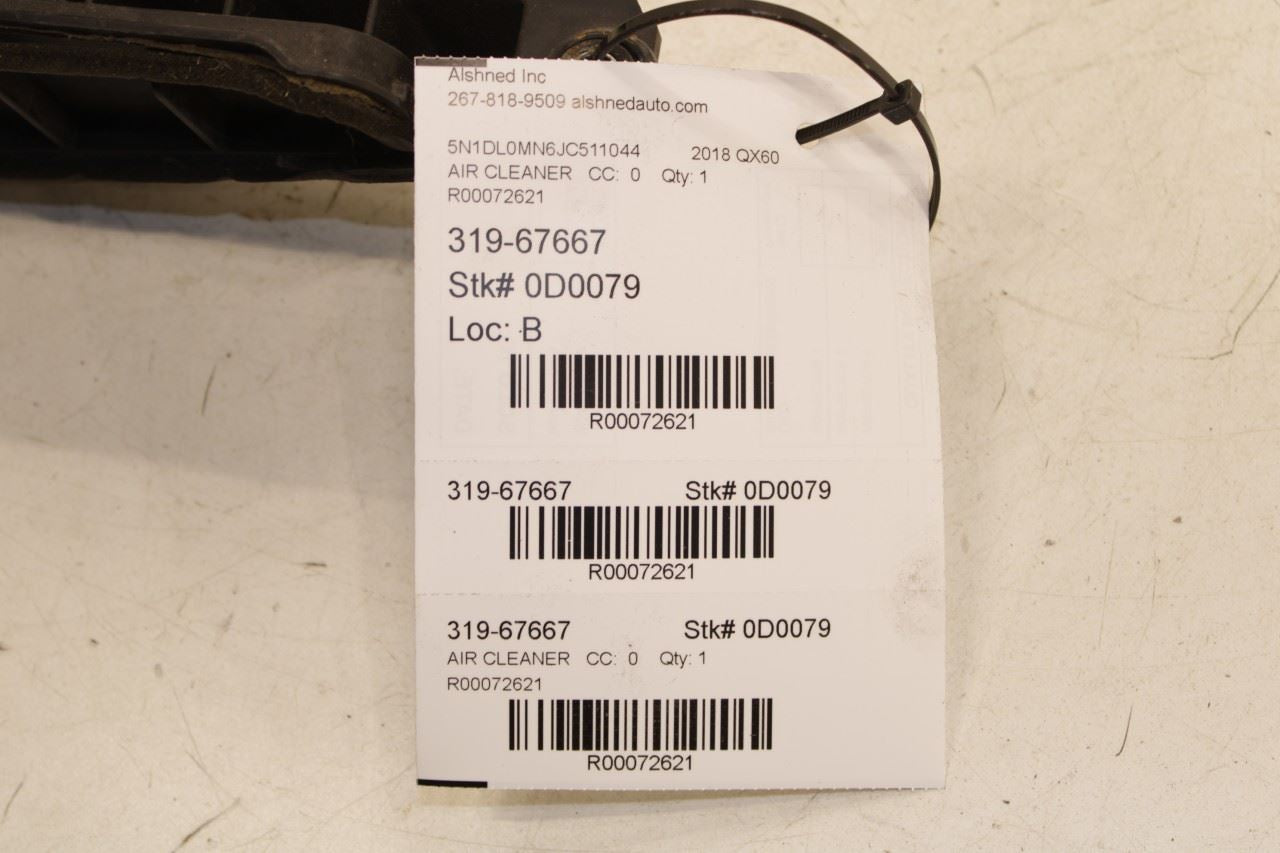 Alshned Inc
267-818-9509 alshnedauto.com
5N1DL0MN6JC511044 2018 QX60
AIR CLEANER CC: 0 Qty: 1
R00072621
319-67667
Stk# 0D0079
Loc: B
R00072621
319-67667 Stk# 0D0079
R00072621
319-67667 Stk# 0D0079
AIR CLEANER CC: 0 Qty: 1
R00072621
R00072621